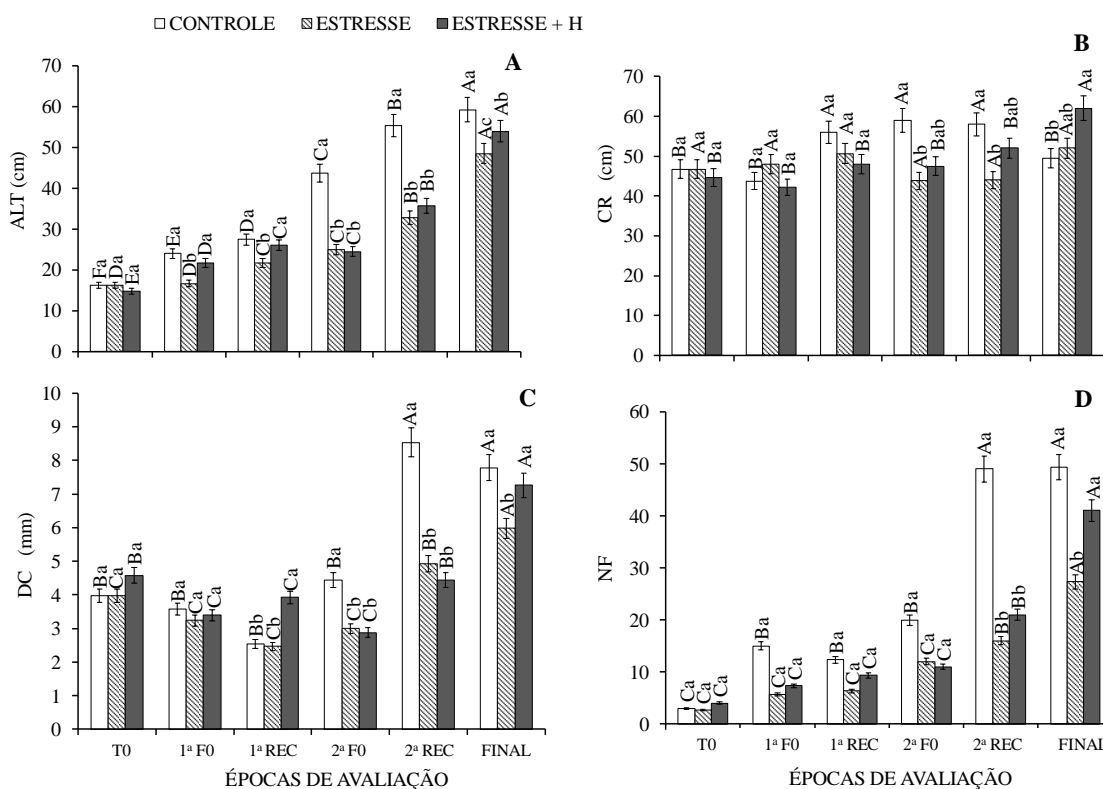 CONTROLE ESTRESSE ESTRESSE + H
A
ALT (cm)
70
60
50
40
30
20
10
0
Fa Da Ea
Ea Db Da
Da Cb Ca
Ca Cb Cb
Ba Bb Bb
Aa Ac Ab
B
CR (cm)
70
60
50
40
30
20
10
0
Ba Aa Ba
Ba Aa Ba
Aa Aa Ba
Aa Ab Bab
Aa Ab Bab
Bb Aab Aa
C
DC (mm)
10
9
8
7
6
5
4
3
2
1
0
Ba Ca Ba
Ba Ca Ca
Bb Cb Ca
Ba Cb Cb
Aa Bb Bb
Aa Ab Aa
T0 1ª F0 1ª REC 2ª F0 2ª REC FINAL
ÉPOCAS DE AVALIAÇÃO
D
NF
60
50
40
30
20
10
0
Ca Ca Ca
Ba Ca Ca
Ba Ca Ca
Ba Ca Ca
Aa Bb Bb
Aa Ab Aa
T0 1ª F0 1ª REC 2ª F0 2ª REC FINAL
ÉPOCAS DE AVALIAÇÃO